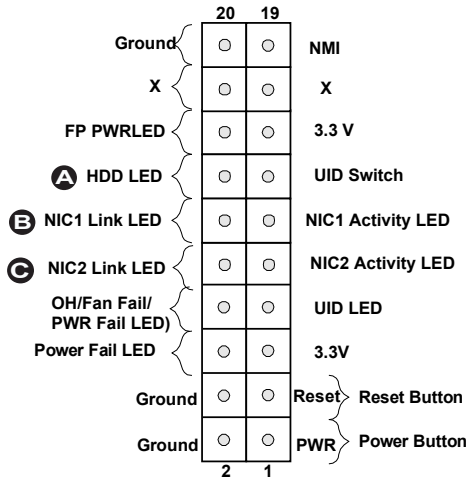 20 19
Ground NMI
X X
FP PWRLED 3.3 V
A HDD LED UID Switch
B NIC1 Link LED NIC1 Activity LED
C NIC2 Link LED NIC2 Activity LED
OH/Fan Fail/
PWR Fail LED) UID LED
Power Fail LED 3.3V
Ground Reset Reset Button
Ground PWR Power Button
2 1